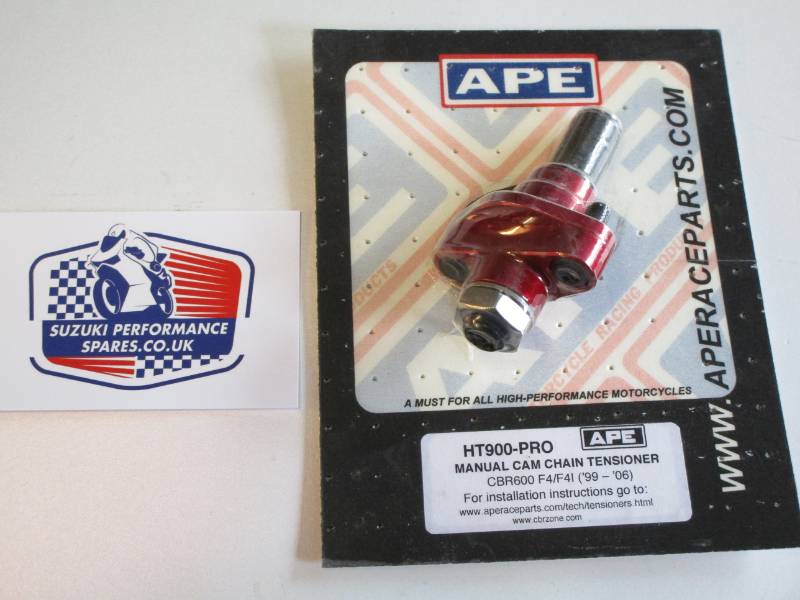 SUZUKI PERFORMANCE
SPARES.CO.UK
APE
WWW.APERACEPARTS.COM
A MUST FOR ALL HIGH-PERFORMANCE MOTORCYCLES
HT900-PRO APE
MANUAL CAM CHAIN TENSIONER
CBR600 F4/F4I ('99 – '06)
For installation instructions go to:
www.aperaceparts.com/tech/tensioners.html
www.cbrzone.com